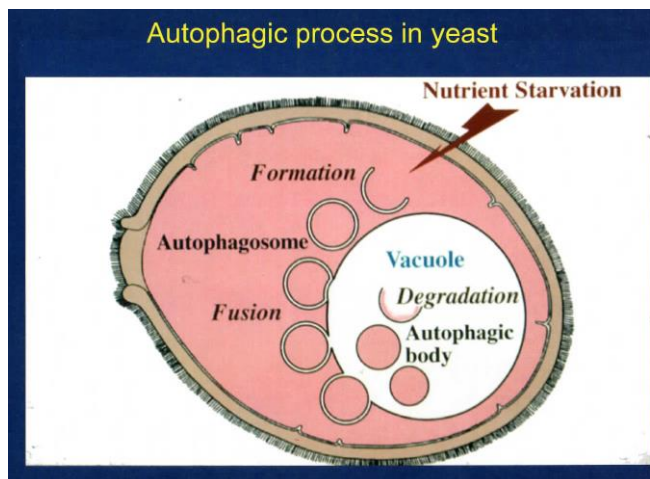 Autophagic process in yeast
Nutrient Starvation
Formation
Autophagosome
Vacuole
Degradation
Fusion
Autophagic
body